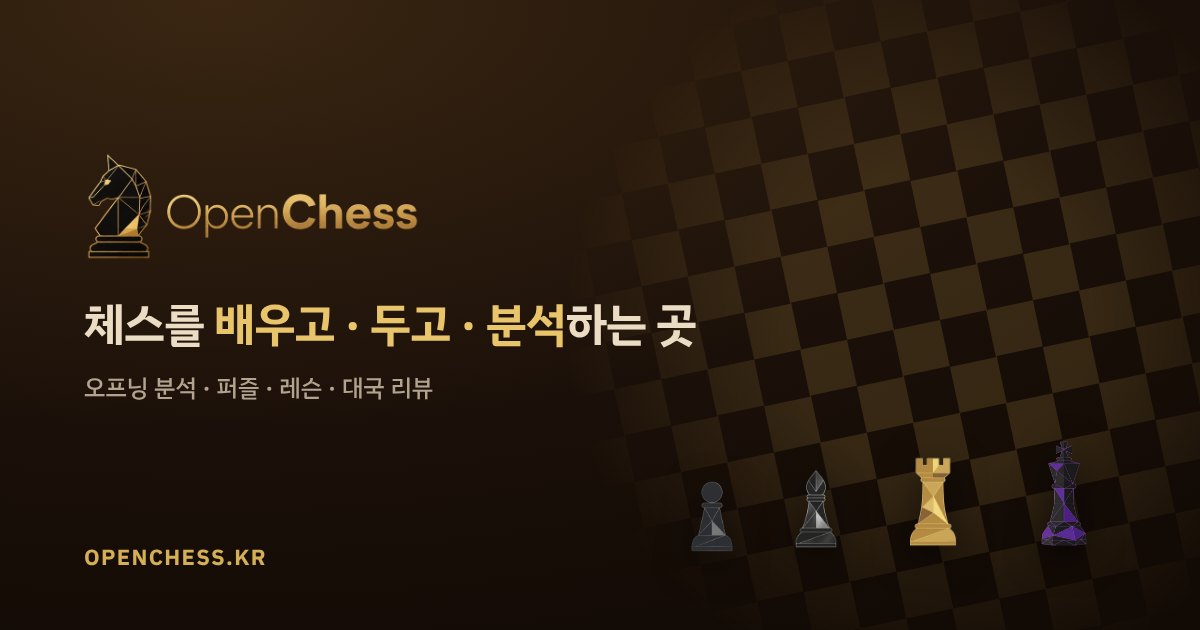 OpenChess
체스를 배우고 · 두고 · 분석하는 곳
오프닝 분석 · 퍼즐 · 레슨 · 대국 리뷰
OPENCHESS.KR